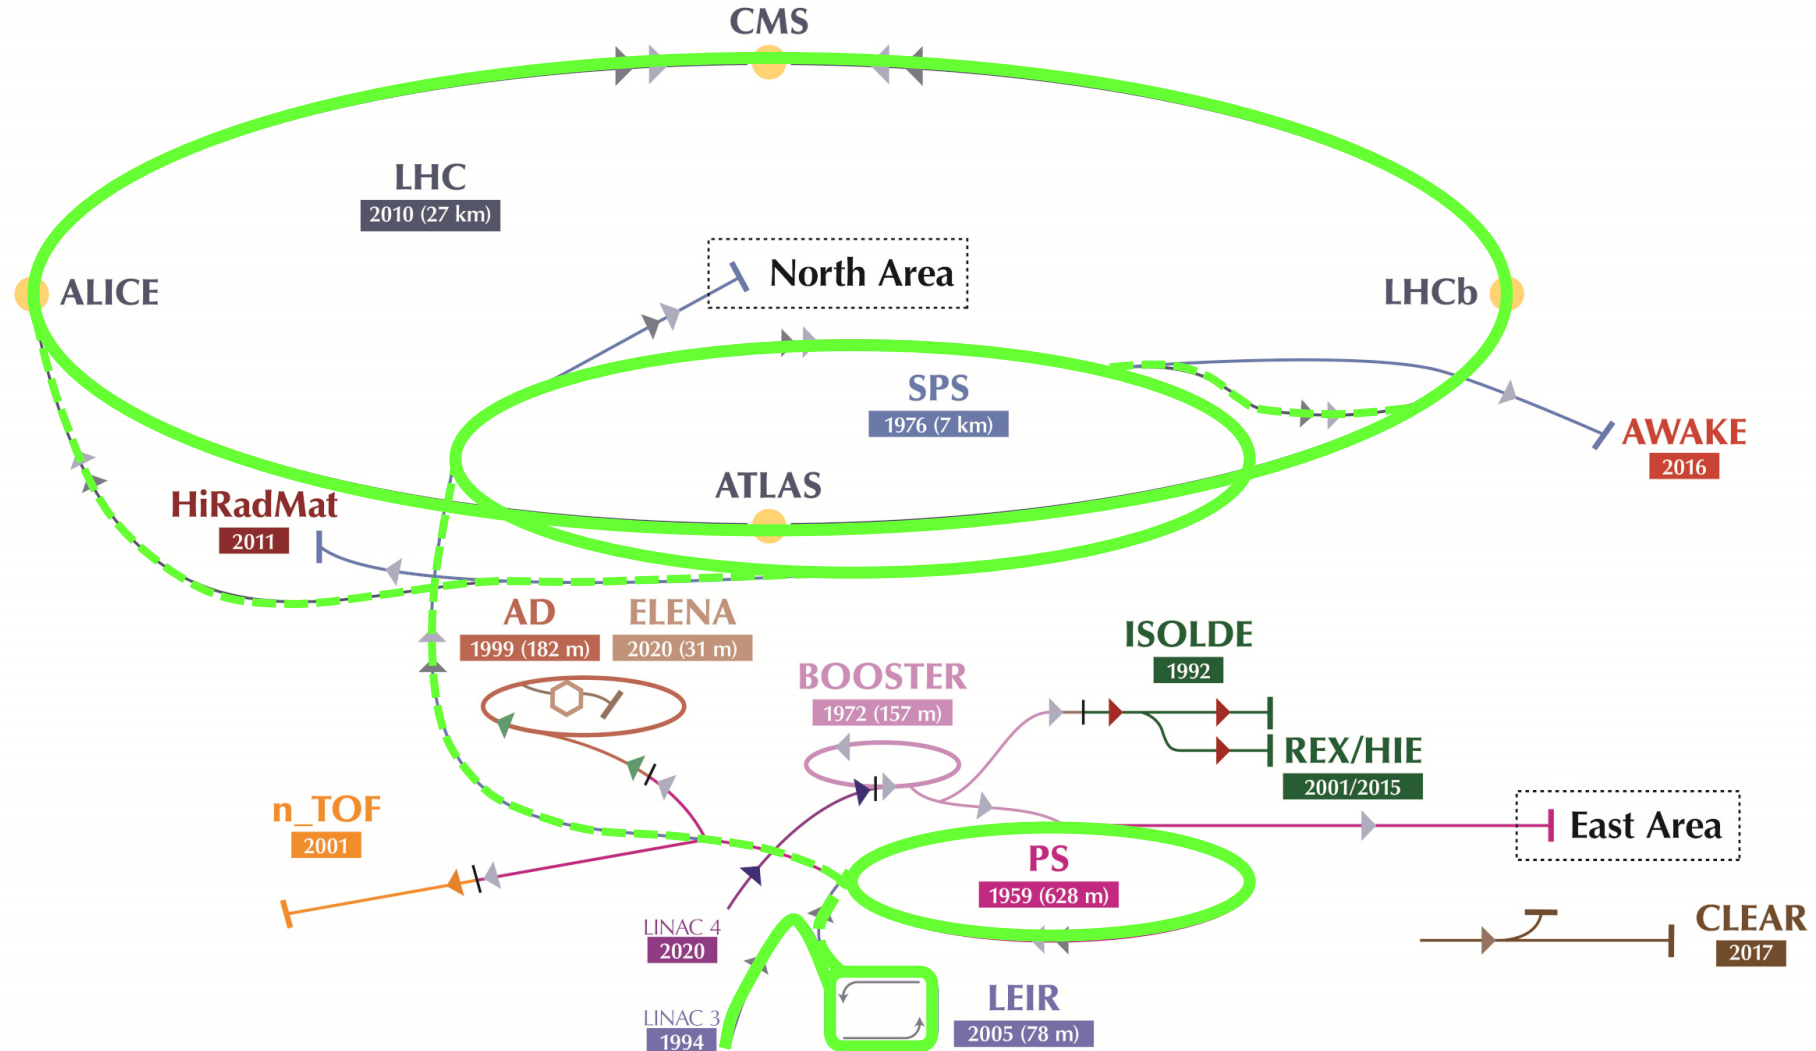 CMS
LHC
2010 (27 km)
North Area
ALICE
LHCb
SPS
1976 (7 km)
AWAKE
2016
ATLAS
HiRadMat
2011
AD
1999 (182 m)
ELENA
2020 (31 m)
ISOLDE
1992
BOOSTER
1972 (157 m)
REX/HIE
2001/2015
n_TOF
2001
East Area
PS
1959 (628 m)
LINAC 4
2020
CLEAR
2017
LINAC 3
1994
LEIR
2005 (78 m)